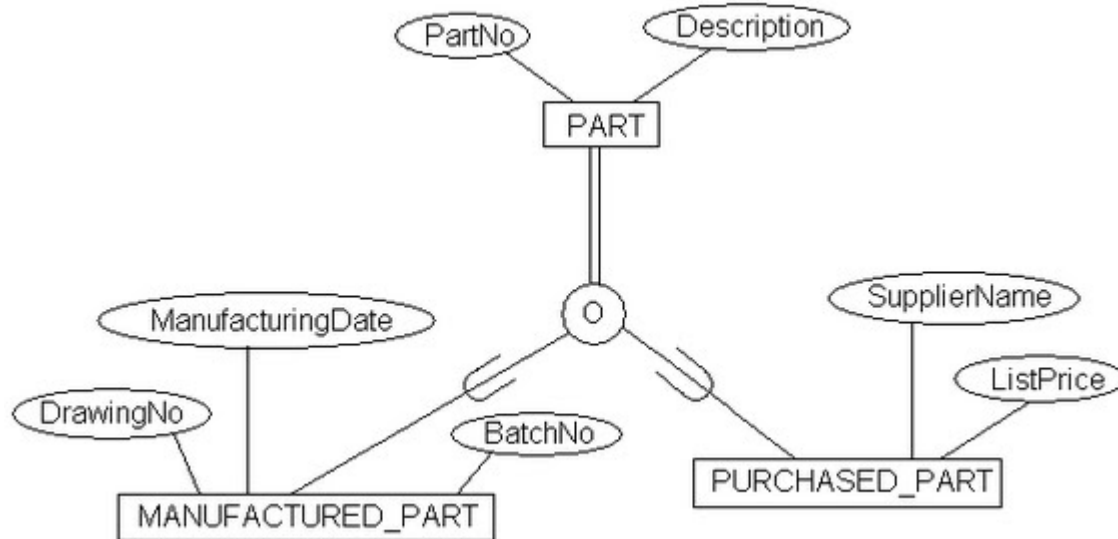 PartNo
Description
PART
O
SupplierName
ManufacturingDate
ListPrice
DrawingNo
BatchNo
PURCHASED_PART
MANUFACTURED_PART